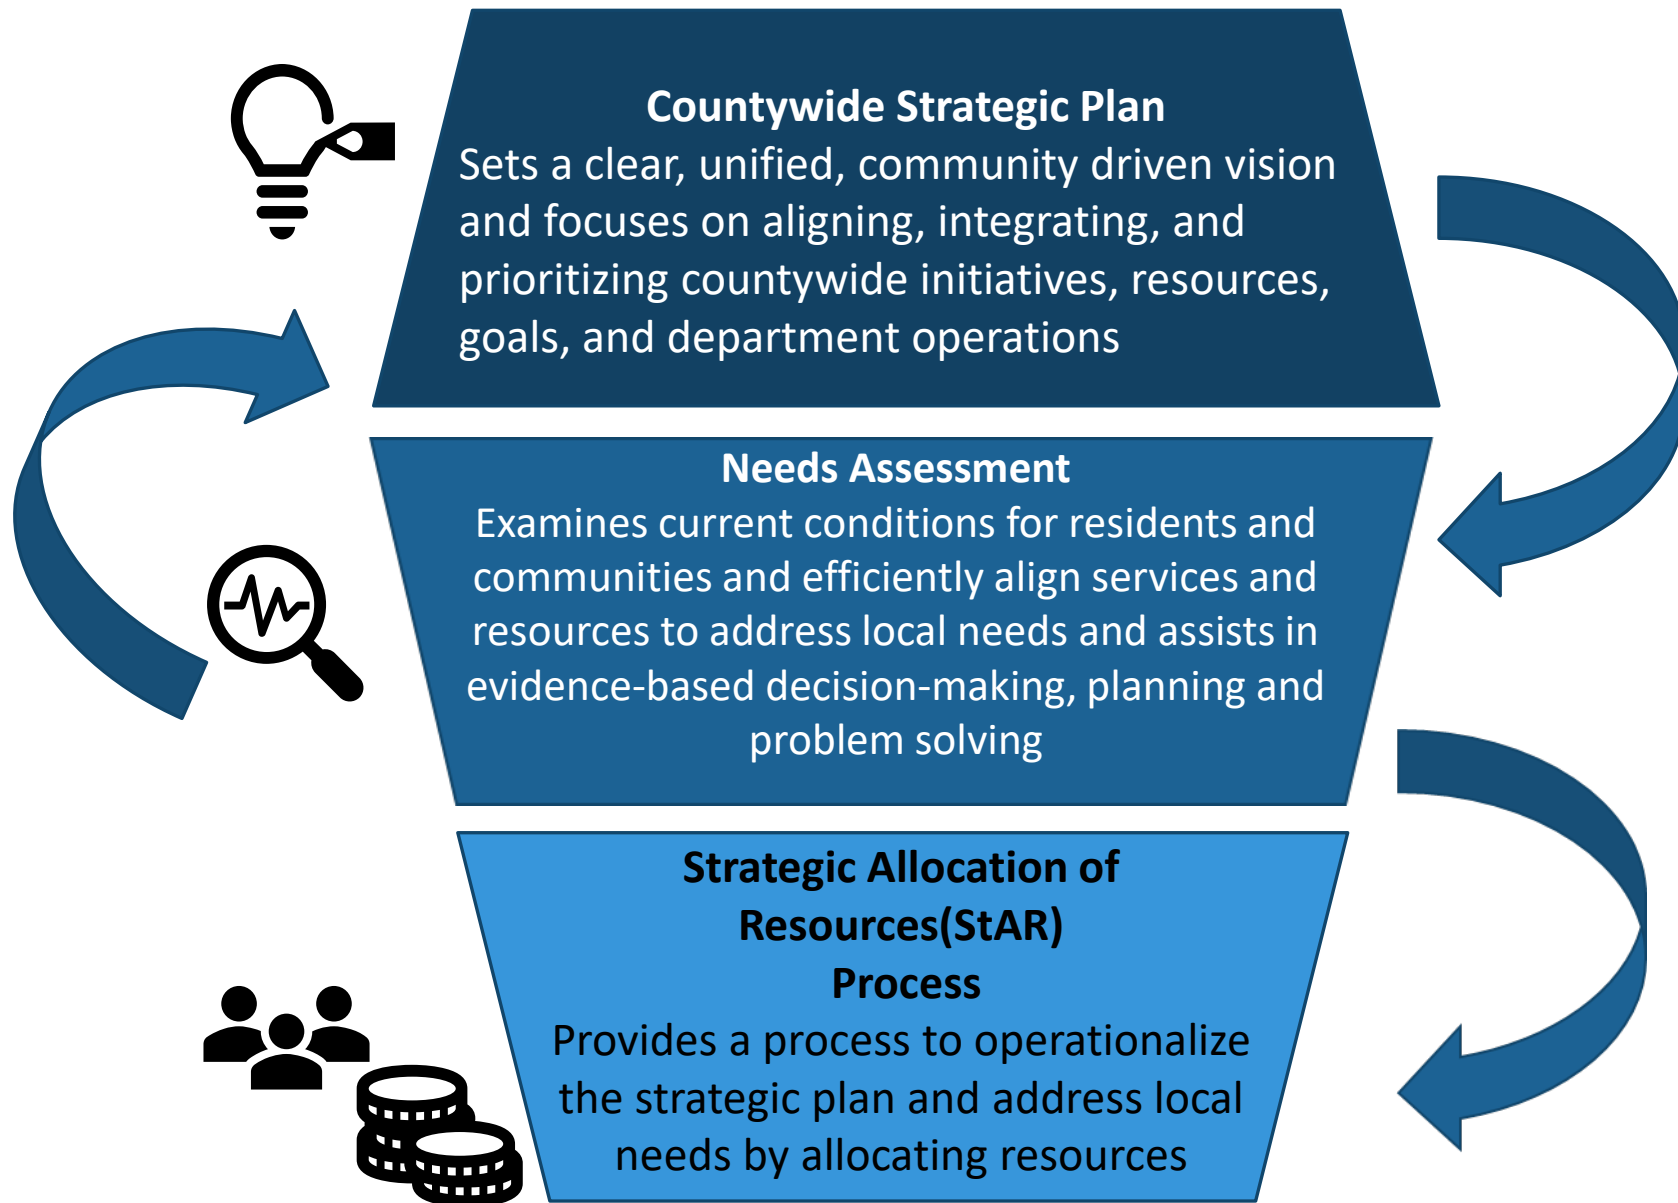 Countywide Strategic Plan
Sets a clear, unified, community driven vision
and focuses on aligning, integrating, and
prioritizing countywide initiatives, resources,
goals, and department operations
Needs Assessment
Examines current conditions for residents and
communities and efficiently align services and
resources to address local needs and assists in
evidence-based decision-making, planning and
problem solving
Strategic Allocation of
Resources(StAR)
Process
Provides a process to operationalize
the strategic plan and address local
needs by allocating resources